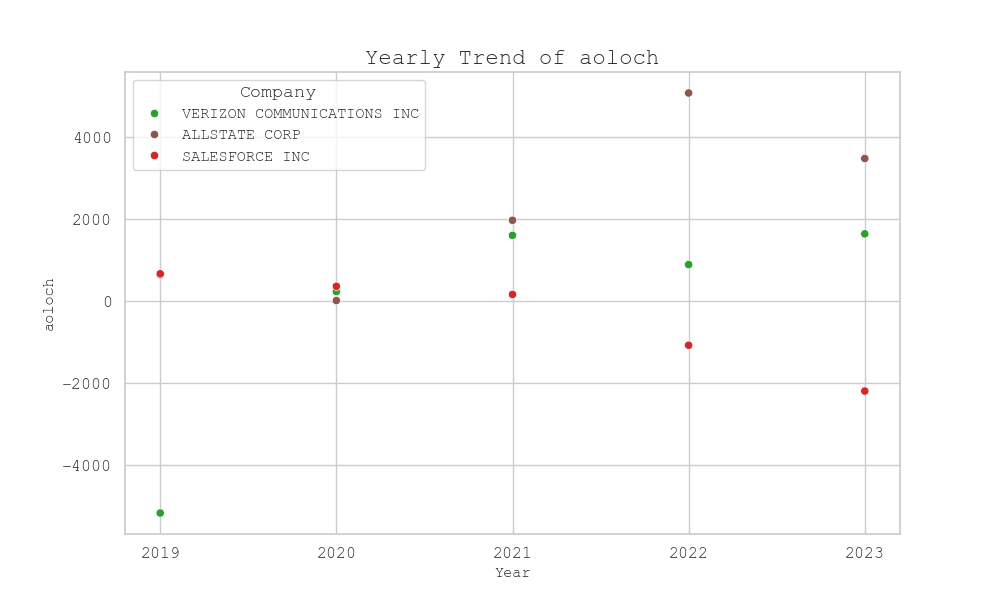 Yearly Trend of aoloch
Company
VERIZON COMMUNICATIONS INC
ALLSTATE CORP
SALESFORCE INC
4000
2000
0
−2000
−4000
aoloch
2019 2020 2021 2022 2023
Year